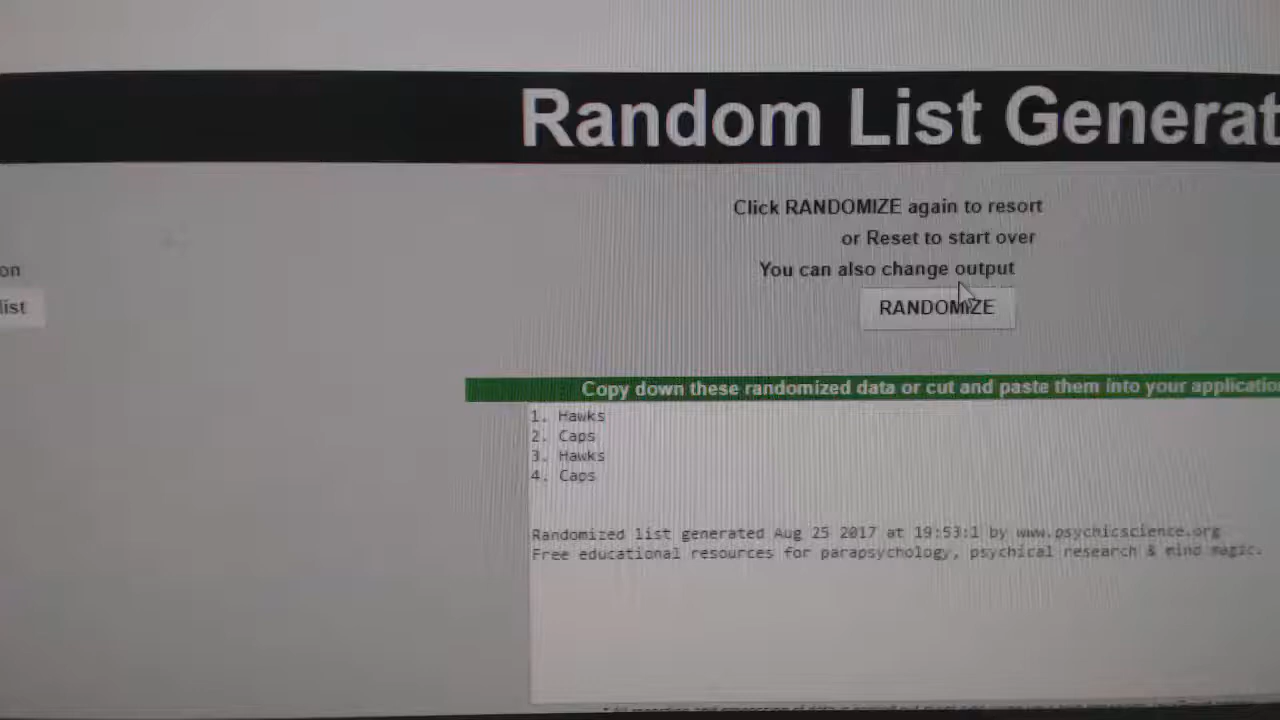 Random List Generat
Click RANDOMIZE again to resort
or Reset to start over
on
You can also change output
list
RANDOMIZE
Copy down these randomized data or cut and paste them into your applicatio
1. Hawks
2. Caps
3. Hawks
4. Caps
Randomized list generated Aug 25 2017 at 19:53:1 by www.psychicscience.org
Free educational resources for parapsychology, psychical research & mind magic.